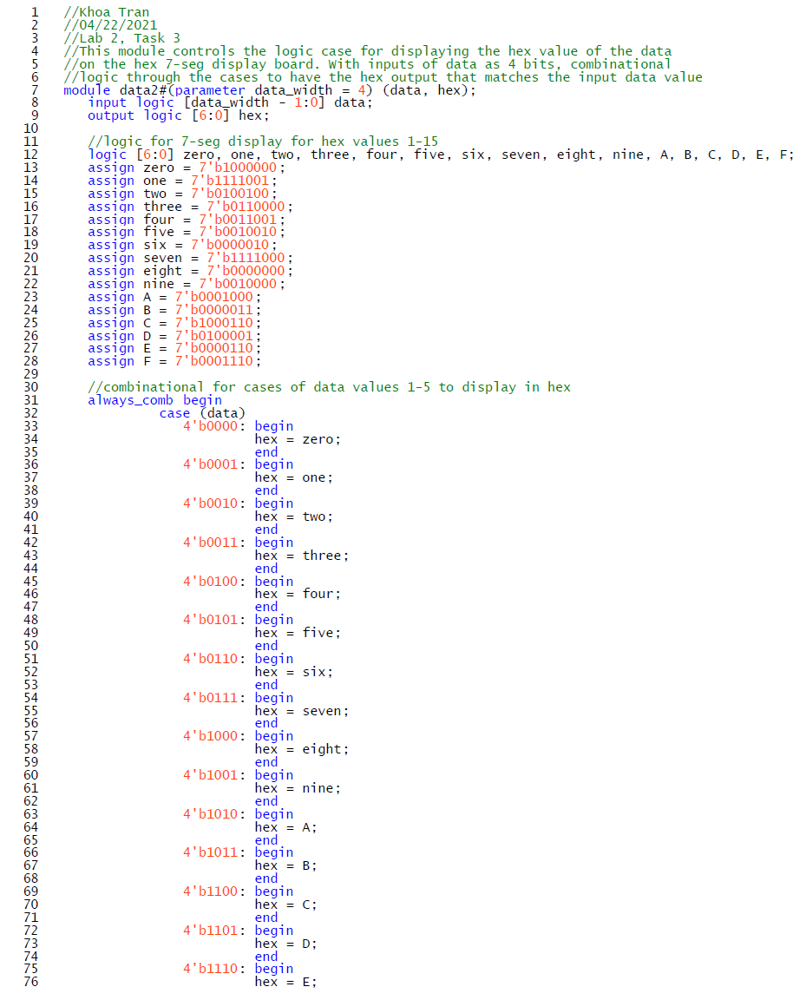 1 //Khoa Tran
2 //04/22/2021
3 //Lab 2, Task 3
4 //This module controls the logic case for displaying the hex value of the data
5 //on the hex 7-seg display board. With inputs of data as 4 bits, combinational
6 //logic through the cases to have the hex output that matches the input data value
7 module data2#(parameter data_width = 4) (data, hex);
8 input logic [data_width - 1:0] data;
9 output logic [6:0] hex;
10
11 //logic for 7-seg display for hex values 1-15
12 logic [6:0] zero, one, two, three, four, five, six, seven, eight, nine, A, B, C, D, E, F;
13 assign zero = 7'b1000000;
14 assign one = 7'b1111001;
15 assign two = 7'b0100100;
16 assign three = 7'b0110000;
17 assign four = 7'b0011001;
18 assign five = 7'b0010010;
19 assign six = 7'b0000010;
20 assign seven = 7'b1111000;
21 assign eight = 7'b0000000;
22 assign nine = 7'b0010000;
23 assign A = 7'b0001000;
24 assign B = 7'b0000011;
25 assign C = 7'b1000110;
26 assign D = 7'b0100001;
27 assign E = 7'b0000110;
28 assign F = 7'b0001110;
29
30 //combinational for cases of data values 1-5 to display in hex
31 always_comb begin
32 case (data)
33 4'b0000: begin
34 hex = zero;
35 end
36 4'b0001: begin
37 hex = one;
38 end
39 4'b0010: begin
40 hex = two;
41 end
42 4'b0011: begin
43 hex = three;
44 end
45 4'b0100: begin
46 hex = four;
47 end
48 4'b0101: begin
49 hex = five;
50 end
51 4'b0110: begin
52 hex = six;
53 end
54 4'b0111: begin
55 hex = seven;
56 end
57 4'b1000: begin
58 hex = eight;
59 end
60 4'b1001: begin
61 hex = nine;
62 end
63 4'b1010: begin
64 hex = A;
65 end
66 4'b1011: begin
67 hex = B;
68 end
69 4'b1100: begin
70 hex = C;
71 end
72 4'b1101: begin
73 hex = D;
74 end
75 4'b1110: begin
76 hex = E;